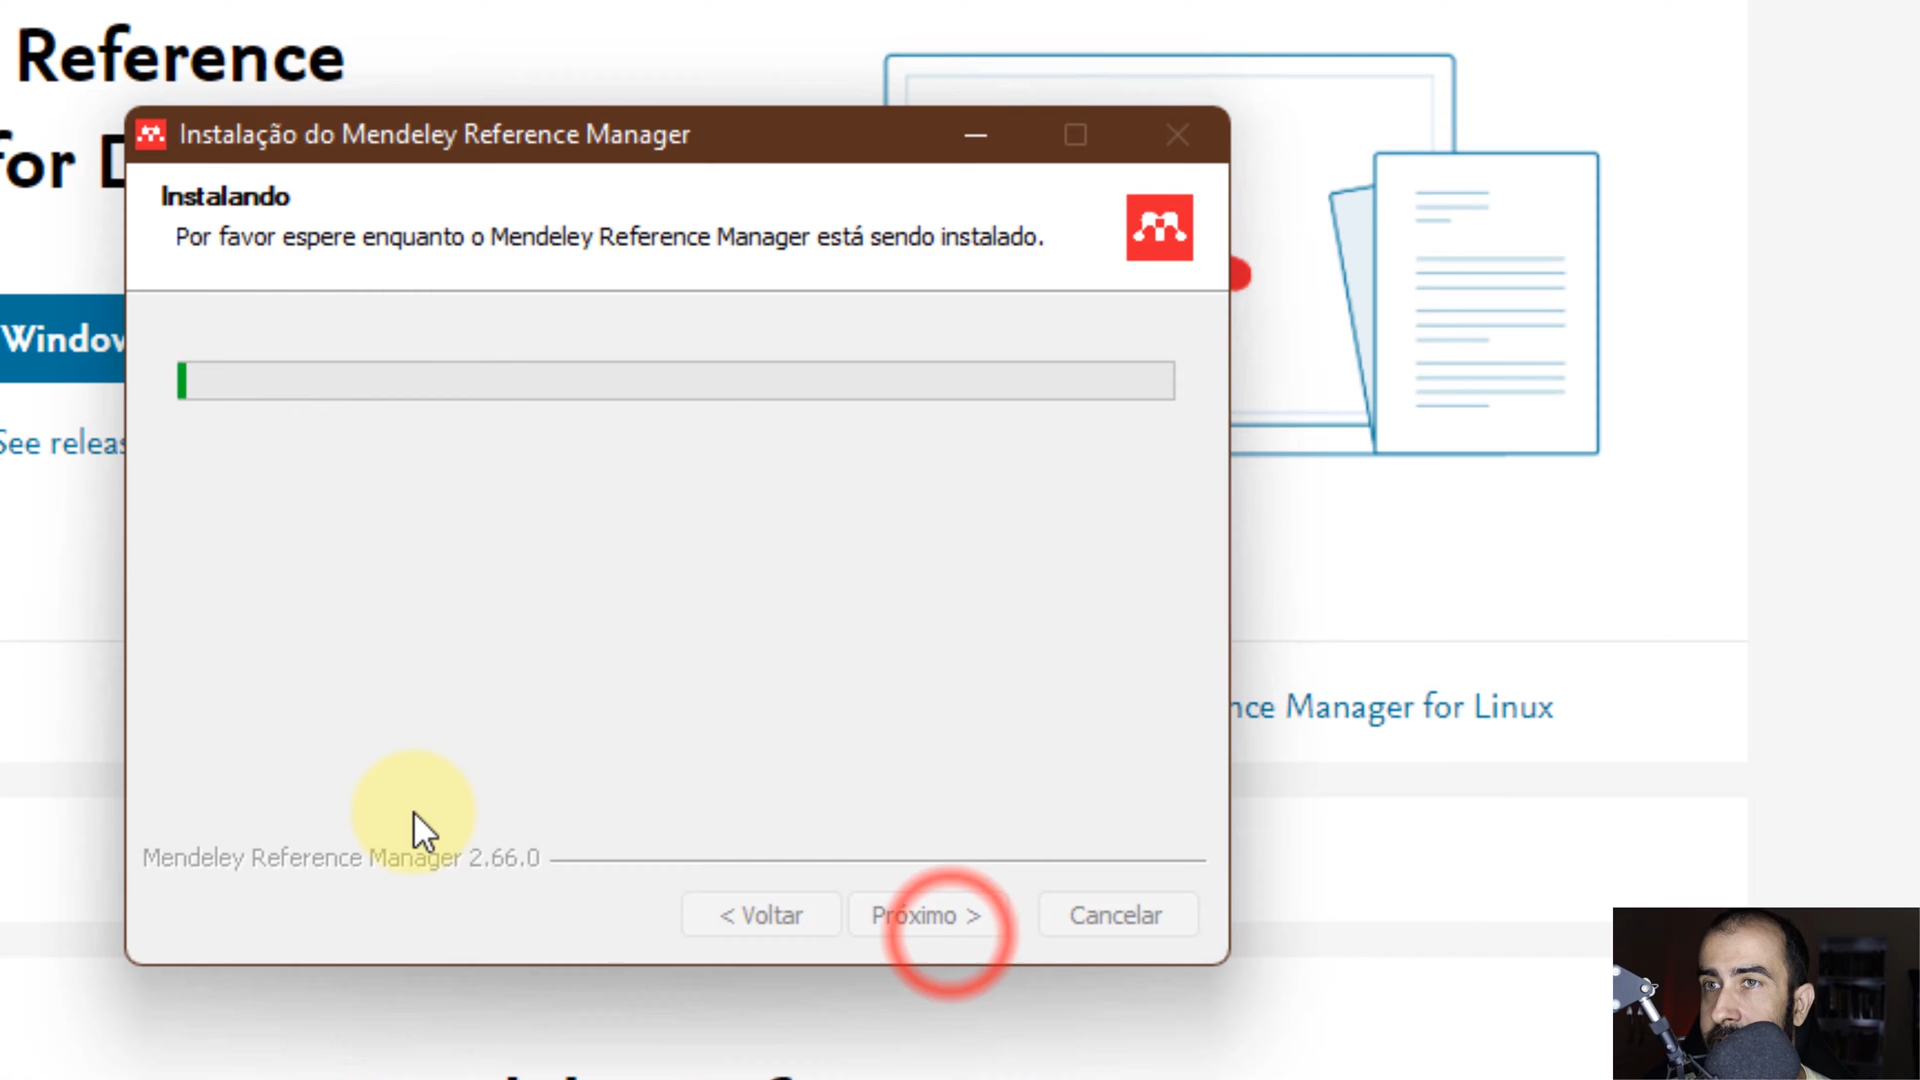 Reference
for D
Instalação do Mendeley Reference Manager
Instalando
Por favor espere enquanto o Mendeley Reference Manager está sendo instalado.
Window
See releas
nce Manager for Linux
Mendeley Reference Manager 2.66.0
< Voltar
Próximo >
Cancelar